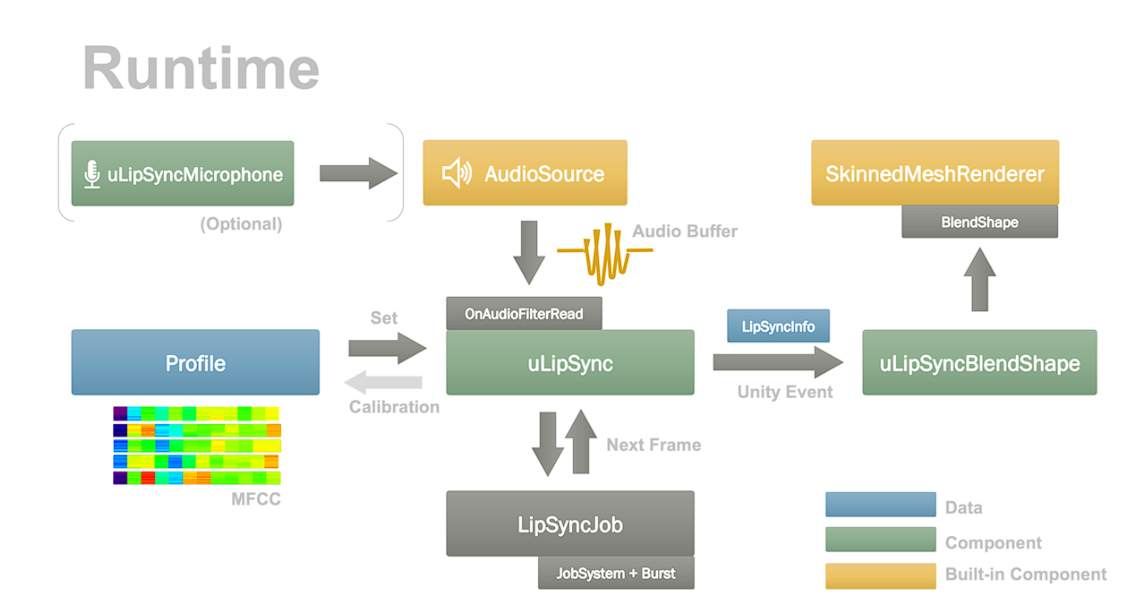 Runtime
uLipSyncMicrophone
(Optional)
AudioSource
SkinnedMeshRenderer
BlendShape
Audio Buffer
OnAudioFilterRead
Set
Profile
uLipSync
LipSyncInfo
uLipSyncBlendShape
Unity Event
Calibration
MFCC
Next Frame
LipSyncJob
JobSystem + Burst
Data
Component
Built-in Component